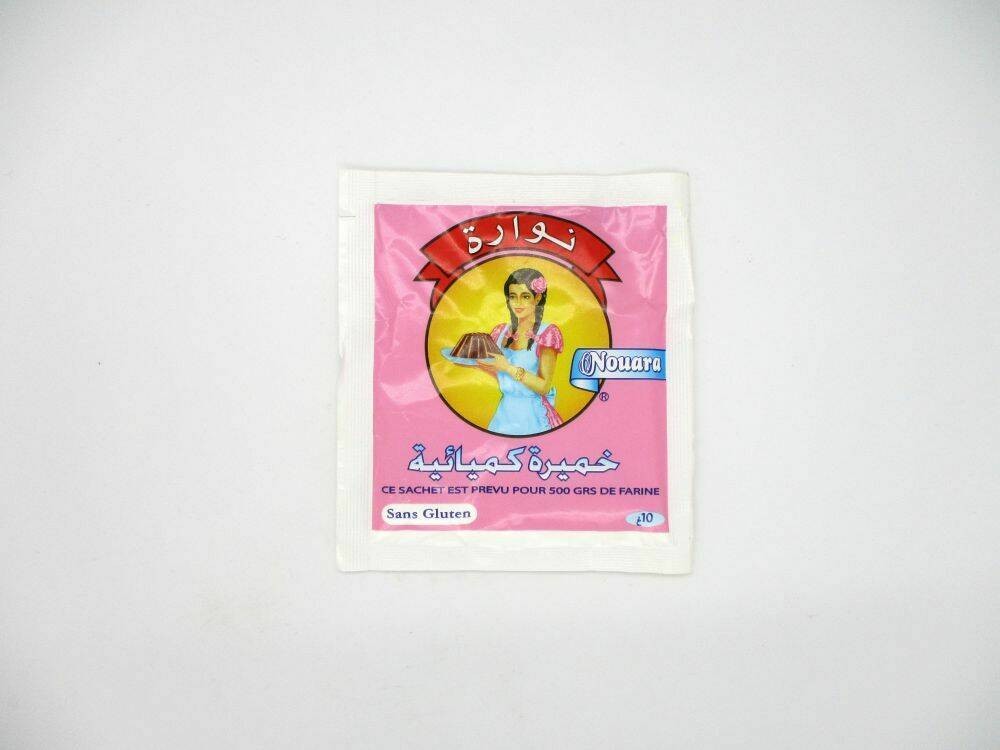 نوارة
Nouara
®
خميرة كميائية
CE SACHET EST PREVU POUR 500 GRS DE FARINE
Sans Gluten
10غ